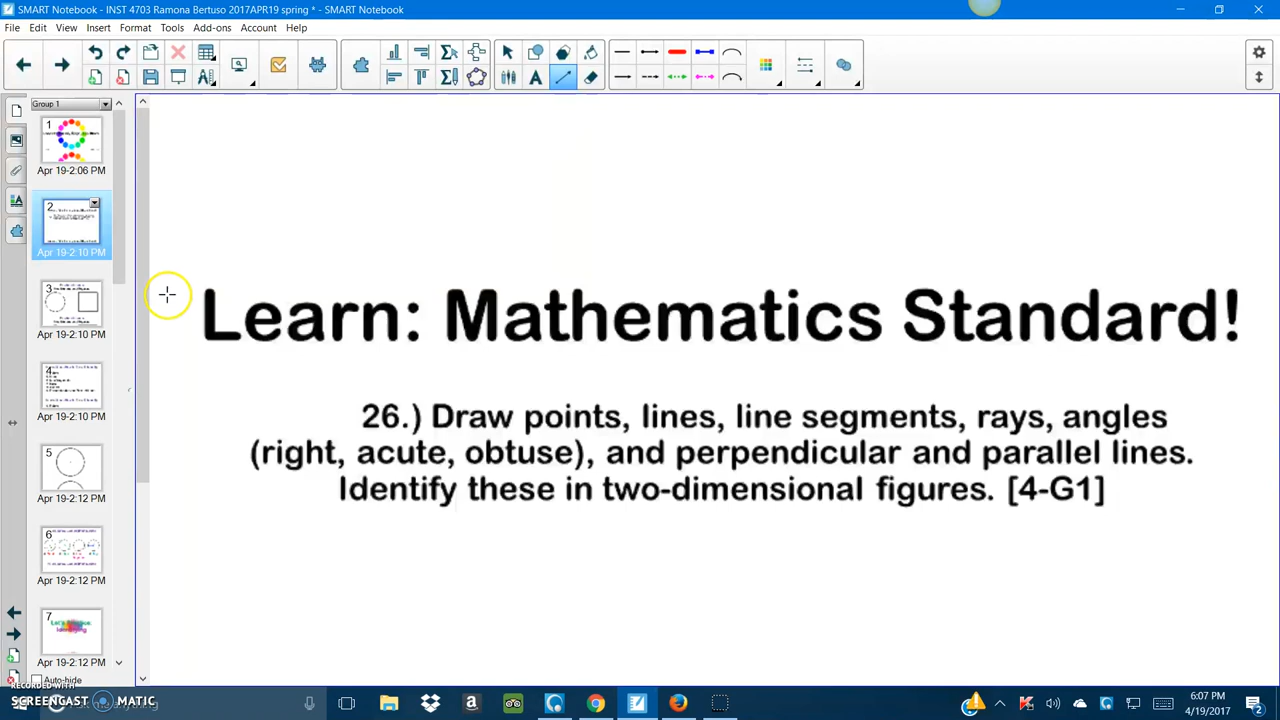 SMART Notebook - INST 4703 Ramona Bertuso 2017APR19 spring * - SMART Notebook
File Edit View Insert Format Tools Add-ons Account Help
Group 1
1
Apr 19-2:06 PM
2
Apr 19-2:10 PM
3
Apr 19-2:10 PM
4
Apr 19-2:10 PM
5
Apr 19-2:12 PM
6
Apr 19-2:12 PM
7
Apr 19-2:12 PM
Auto-hide
Learn: Mathematics Standard!
26.) Draw points, lines, line segments, rays, angles
(right, acute, obtuse), and perpendicular and parallel lines.
Identify these in two-dimensional figures. [4-G1]
RECORDED WITH
SCREENCAST MATIC
6:07 PM
4/19/2017
2